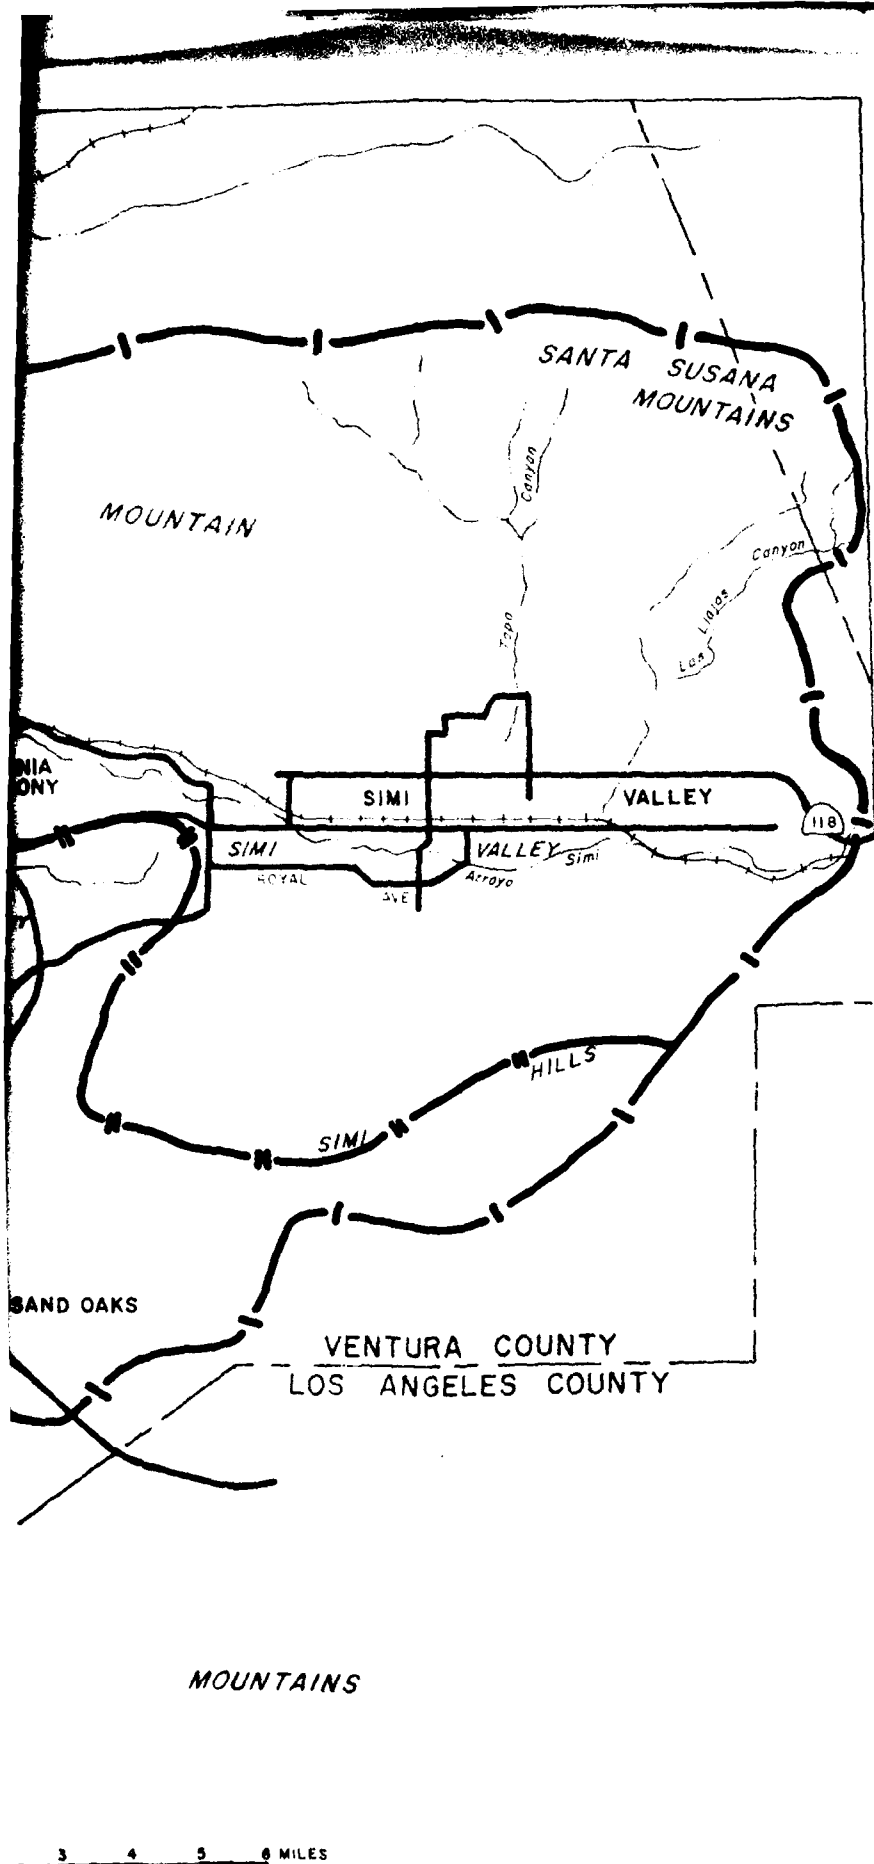 SANTA SUSANA
MOUNTAINS
MOUNTAIN
Canyon
Canyon
Tapo
Las Llajas
NIA
ONY
SIMI VALLEY
118
SIMI VALLEY
Arroyo Simi
ROYAL AVE
HILLS
SIMI
SAND OAKS
VENTURA COUNTY
LOS ANGELES COUNTY
MOUNTAINS
3 4 5 6 MILES